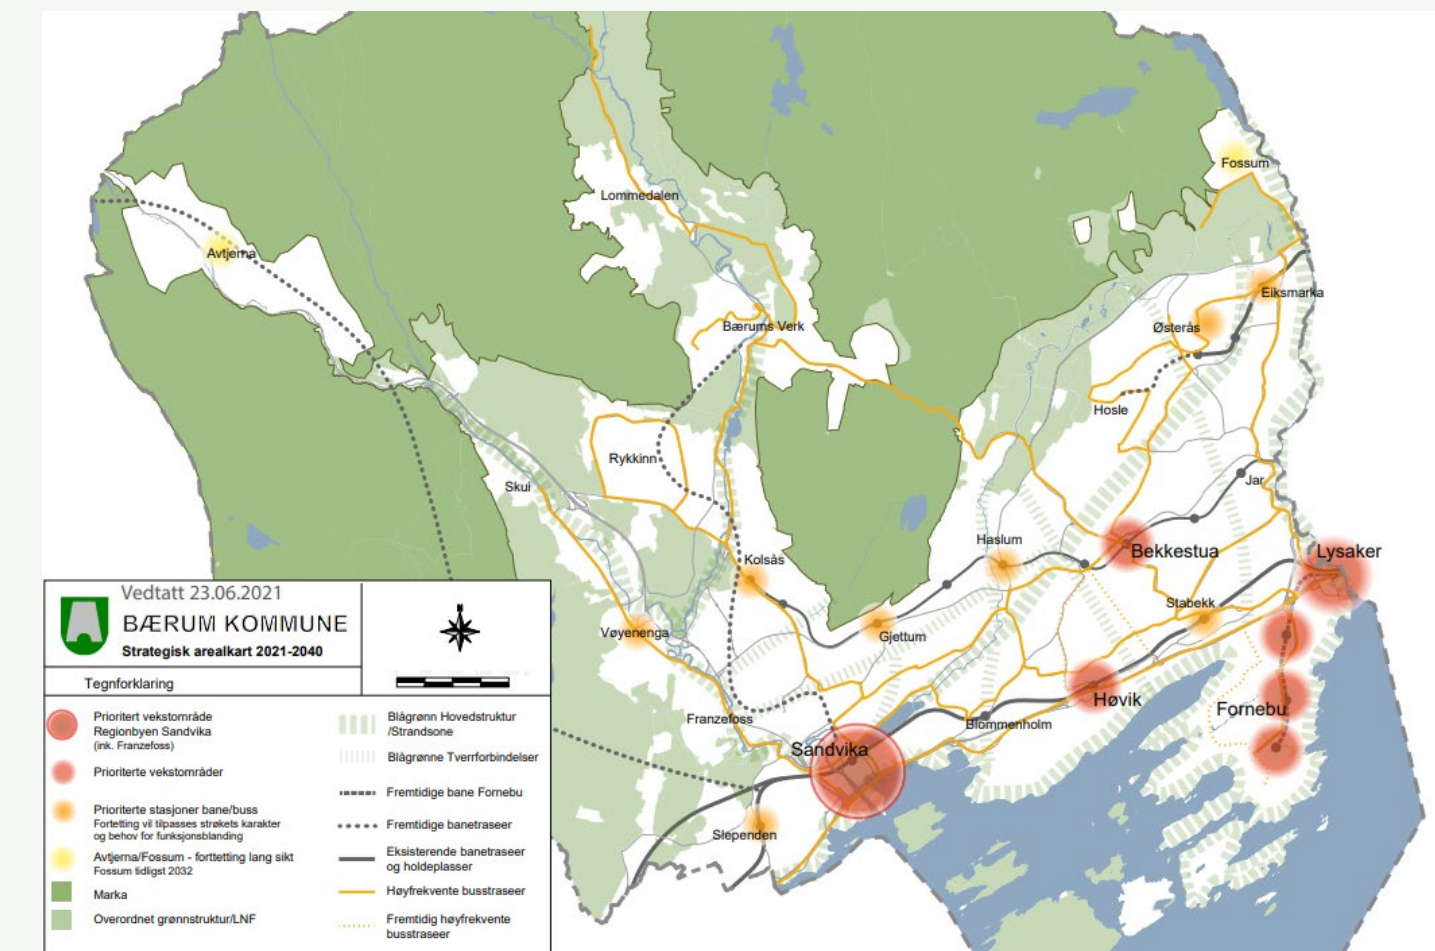 Fossum
Lommedalen
Avtjerna
Eiksmarka
Bærums Verk
Østerås
Hosle
Rykkinn
Skui
Jar
Haslum
Bekkestua
Lysaker
Kolsås
Stabekk
Vøyenenga
Gjettum
Høvik
Fornebu
Franzefoss
Blommenholm
Sandvika
Slependen
Vedtatt 23.06.2021
BÆRUM KOMMUNE
Strategisk arealkart 2021-2040
Tegnforklaring
Prioritert vekstområde
Regionbyen Sandvika
(ink. Franzefoss)
Prioriterte vekstområder
Prioriterte stasjoner bane/buss
Fortetting vil tilpasses strøkets karakter
og behov for funksjonsblanding
Avtjerna/Fossum - forttetting lang sikt
Fossum tidligst 2032
Marka
Overordnet grønnstruktur/LNF
Blågrønn Hovedstruktur
/Strandsone
Blågrønne Tverrforbindelser
Fremtidige bane Fornebu
Fremtidige banetraseer
Eksisterende banetraseer
og holdeplasser
Høyfrekvente busstraseer
Fremtidig høyfrekvente
busstraseer